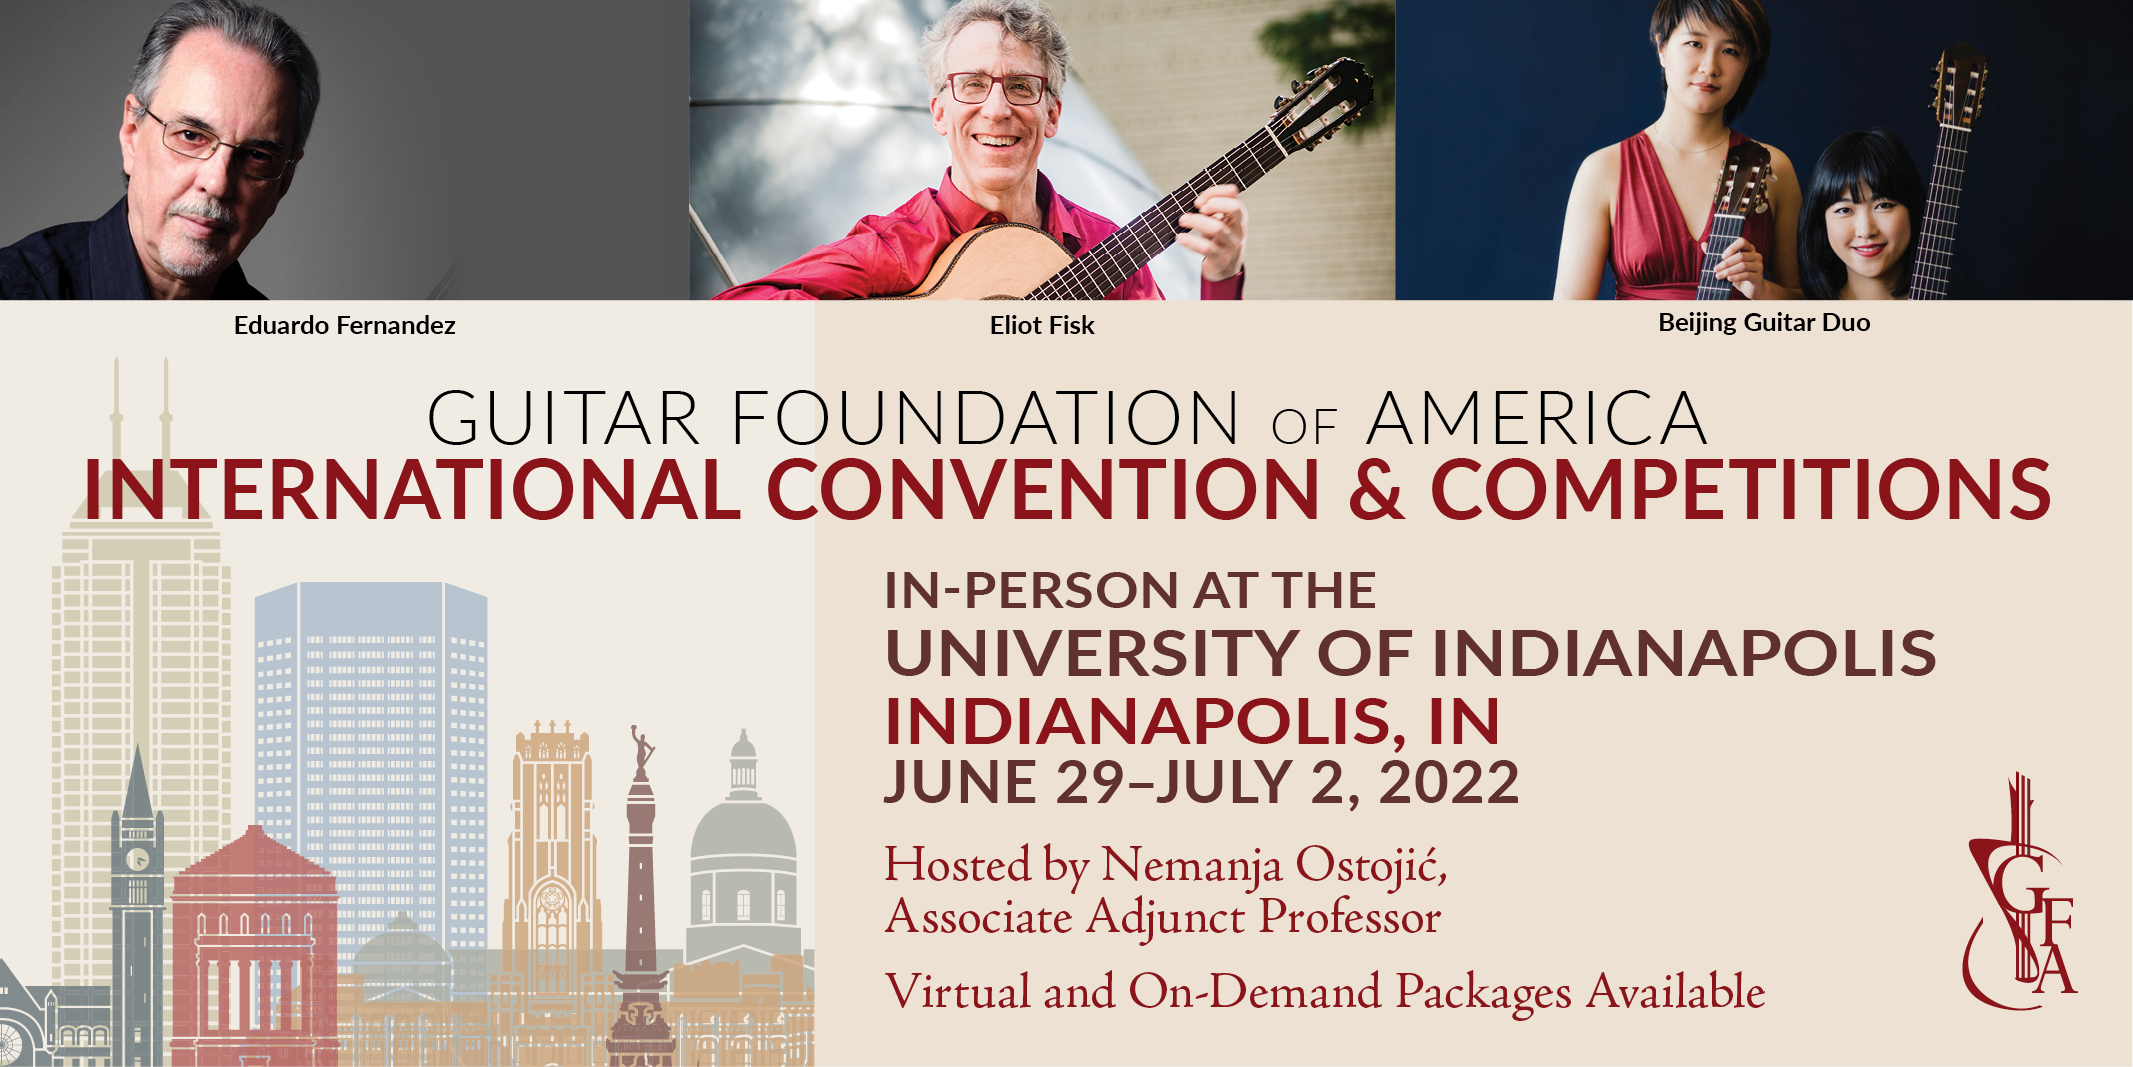 Eduardo Fernandez
Eliot Fisk
Beijing Guitar Duo
GUITAR FOUNDATION OF AMERICA
INTERNATIONAL CONVENTION & COMPETITIONS
IN-PERSON AT THE
UNIVERSITY OF INDIANAPOLIS
INDIANAPOLIS, IN
JUNE 29–JULY 2, 2022
Hosted by Nemanja Ostojić,
Associate Adjunct Professor
Virtual and On-Demand Packages Available
GFA